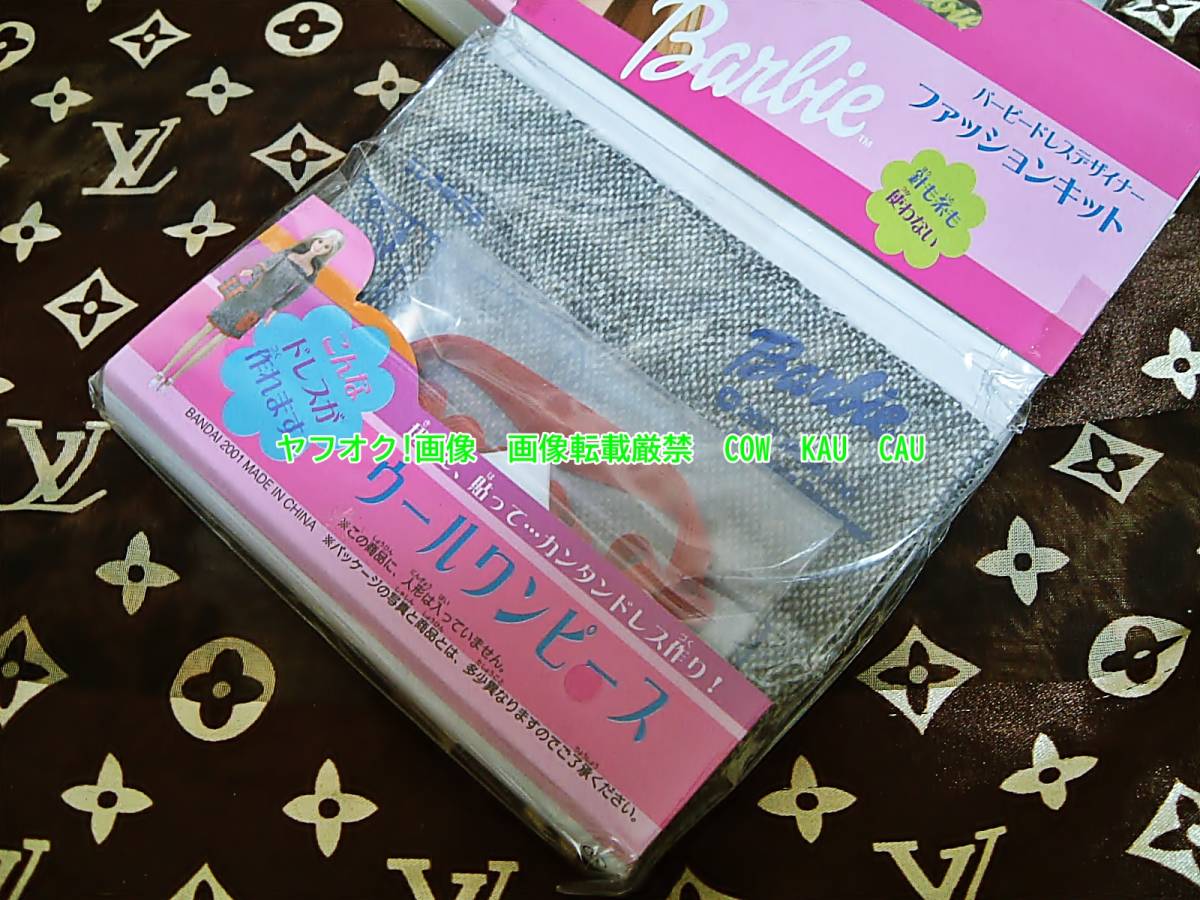 Barbie™
バービードレスデザイナー
ファッションキット
針も糸も
使わない
Barbie
こんな
ドレスが
作れます
BANDAI 2001 MADE IN CHINA
貼って…カンタンドレス作り!
ウールワンピース
※この商品に、人形は入っていません。
※パッケージの写真と商品とは、多少異なりますのでご了承ください。
ヤフオク!画像 画像転載厳禁 COW KAU CAU